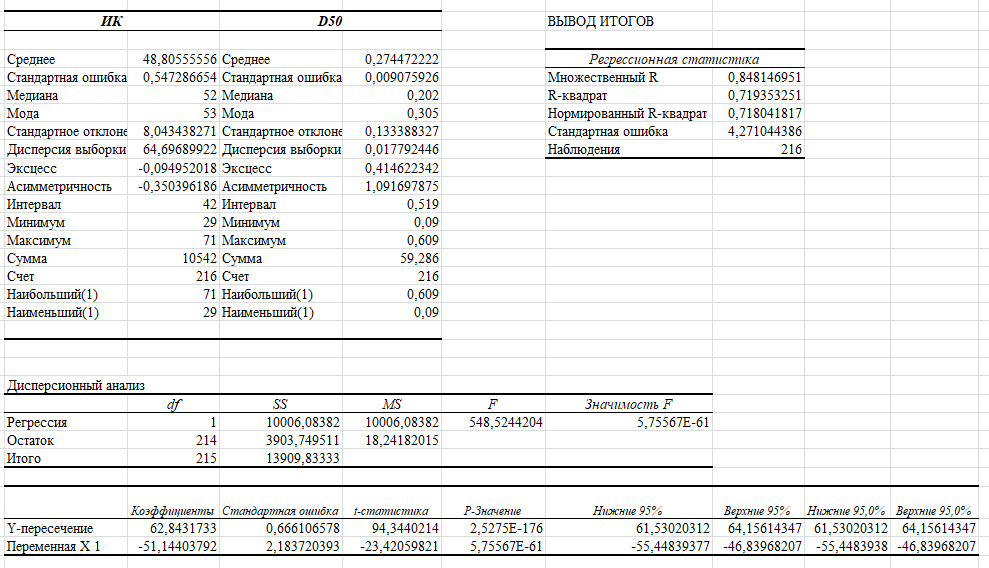 ИК D50 ВЫВОД ИТОГОВ
Среднее 48,80555556 Среднее 0,274472222 Регрессионная статистика
Стандартная ошибка 0,547286654 Стандартная ошибка 0,009075926 Множественный R 0,848146951
Медиана 52 Медиана 0,202 R-квадрат 0,719353251
Мода 53 Мода 0,305 Нормированный R-квадрат 0,718041817
Стандартное отклоне 8,043438271 Стандартное отклоне 0,133388327 Стандартная ошибка 4,271044386
Дисперсия выборки 64,69689922 Дисперсия выборки 0,017792446 Наблюдения 216
Эксцесс -0,094952018 Эксцесс 0,414622342
Асимметричность -0,350396186 Асимметричность 1,091697875
Интервал 42 Интервал 0,519
Минимум 29 Минимум 0,09
Максимум 71 Максимум 0,609
Сумма 10542 Сумма 59,286
Счет 216 Счет 216
Наибольший(1) 71 Наибольший(1) 0,609
Наименьший(1) 29 Наименьший(1) 0,09
Дисперсионный анализ
df SS MS F Значимость F
Регрессия 1 10006,08382 10006,08382 548,5244204 5,75567E-61
Остаток 214 3903,749511 18,24182015
Итого 215 13909,83333
Коэффициенты Стандартная ошибка t-статистика P-Значение Нижние 95% Верхние 95% Нижние 95,0% Верхние 95,0%
Y-пересечение 62,8431733 0,666106578 94,3440214 2,5275E-176 61,53020312 64,15614347 61,53020312 64,15614347
Переменная X 1 -51,14403792 2,183720393 -23,42059821 5,75567E-61 -55,44839377 -46,83968207 -55,4483938 -46,83968207